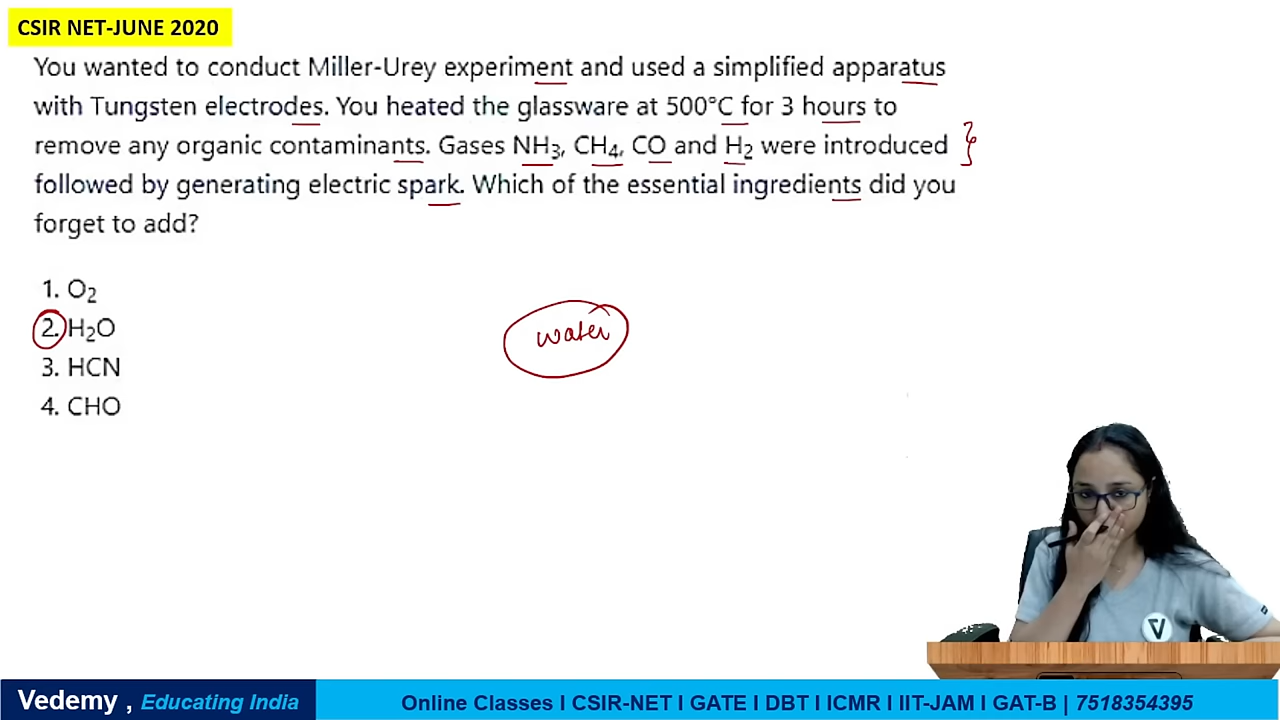 CSIR NET-JUNE 2020
You wanted to conduct Miller-Urey experiment and used a simplified apparatus
with Tungsten electrodes. You heated the glassware at 500°C for 3 hours to
remove any organic contaminants. Gases NH₃, CH₄, CO and H₂ were introduced
followed by generating electric spark. Which of the essential ingredients did you
forget to add?
1. O₂
2. H₂O
water
3. HCN
4. CHO
V
Vedemy , Educating India
Online Classes I CSIR-NET I GATE I DBT I ICMR I IIT-JAM I GAT-B | 7518354395